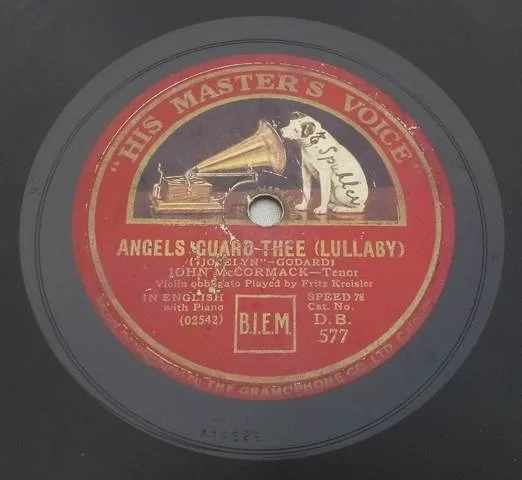 "HIS MASTER'S VOICE"
ANGELS GUARD THEE (LULLABY)
("JOCELYN"-GODARD)
JOHN McCORMACK—Tenor
Violin obbligato Played by Fritz Kreisler
IN ENGLISH
with Piano
(02542)
B.I.E.M.
SPEED 78
Cat. No.
D.B.
577
THE GRAMOPHONE CO. LTD.